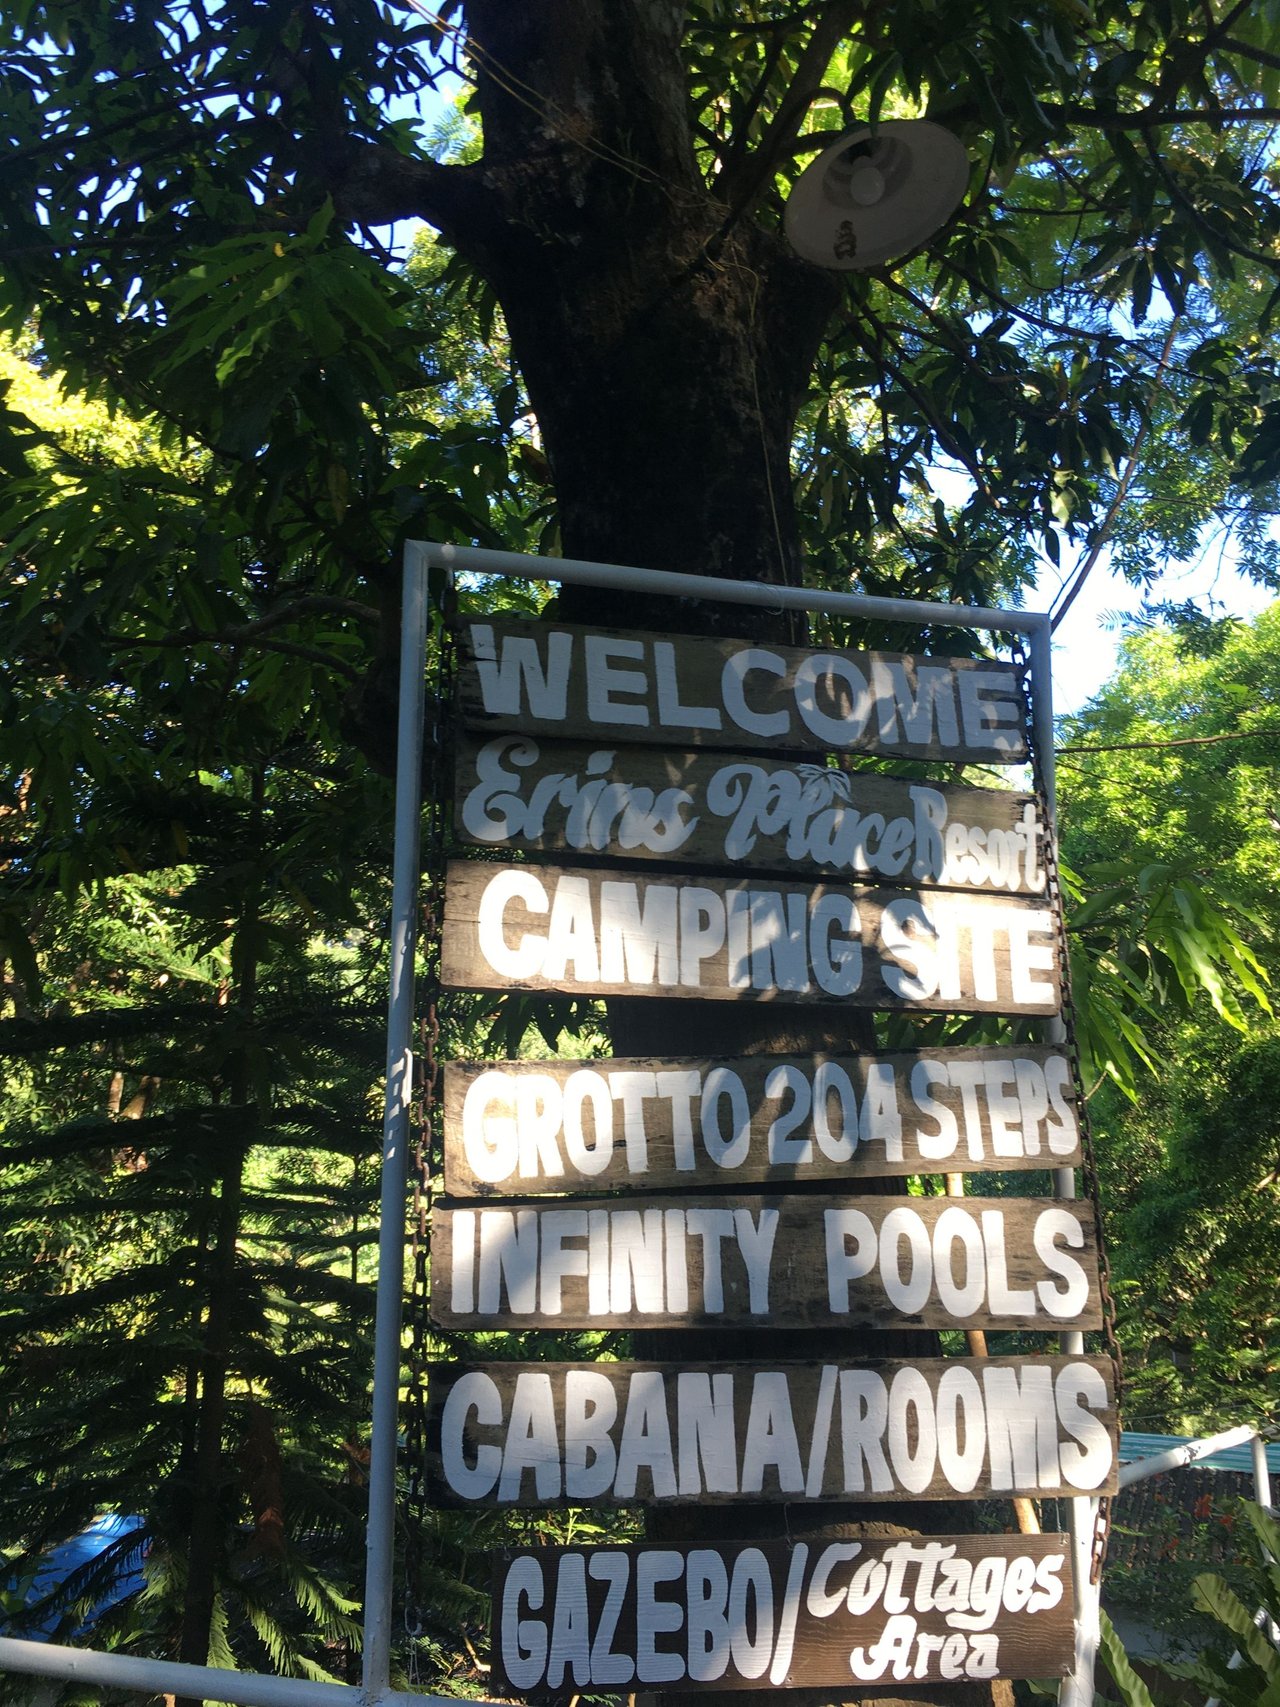 WELCOME
Erins Place Resort
CAMPING SITE
GROTTO 204 STEPS
INFINITY POOLS
CABANA/ROOMS
GAZEBO/Cottages
Area